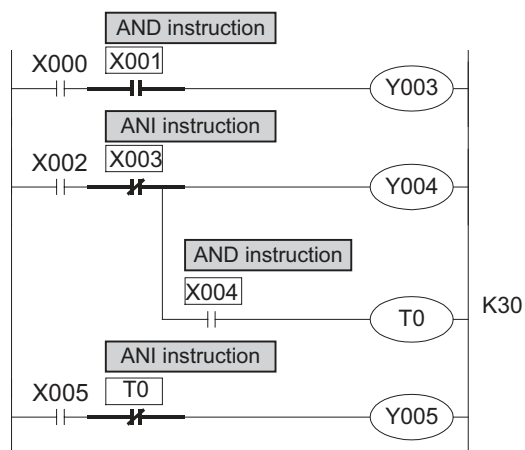 AND instruction
X000 X001 Y003
ANI instruction
X002 X003 Y004
AND instruction
X004 T0 K30
ANI instruction
X005 T0 Y005